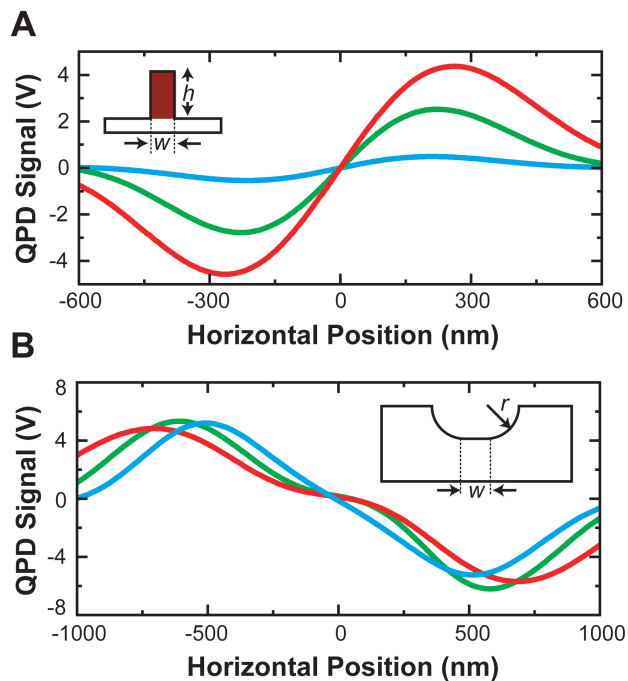 A
QPD Signal (V)
4
2
0
-2
-4
h
w
-600
-300
0
300
600
Horizontal Position (nm)
B
QPD Signal (V)
8
4
0
-4
-8
r
w
-1000
-500
0
500
1000
Horizontal Position (nm)